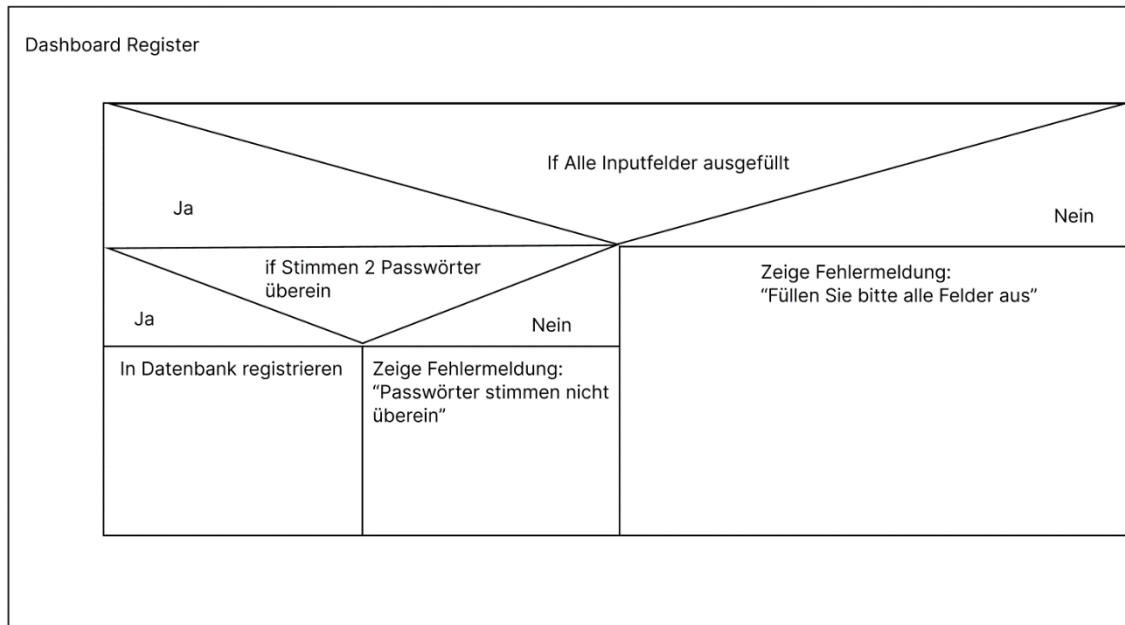 Dashboard Register
If Alle Inputfelder ausgefüllt
Ja
Nein
if Stimmen 2 Passwörter
überein
Ja
Nein
Zeige Fehlermeldung:
“Füllen Sie bitte alle Felder aus”
In Datenbank registrieren
Zeige Fehlermeldung:
“Passwörter stimmen nicht
überein”